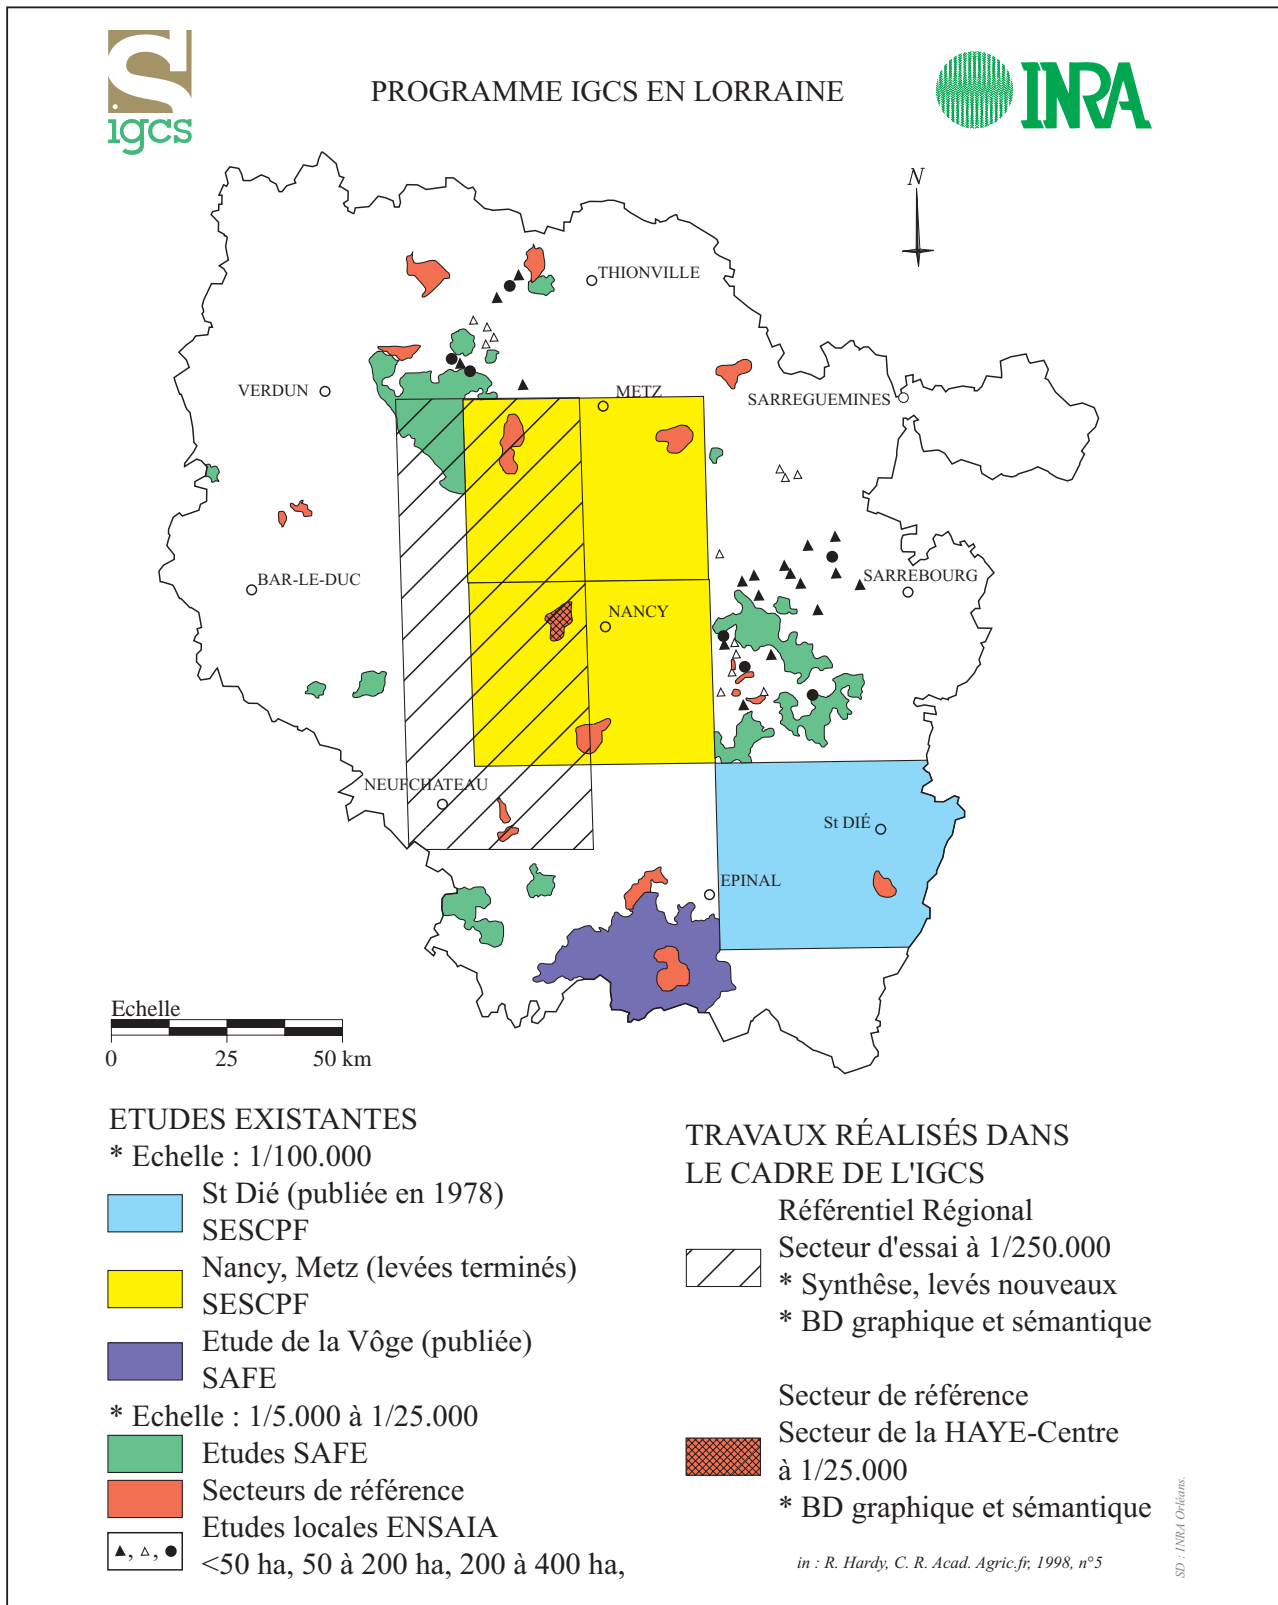 igcs
PROGRAMME IGCS EN LORRAINE
INRA
N
THIONVILLE
VERDUN
METZ
SARREGUEMINES
BAR-LE-DUC
SARREBOURG
NANCY
NEUFCHATEAU
St DIÉ
EPINAL
Echelle
0 25 50 km
ETUDES EXISTANTES
* Echelle : 1/100.000
St Dié (publiée en 1978)
SESCPF
Nancy, Metz (levées terminés)
SESCPF
Etude de la Vôge (publiée)
SAFE
* Echelle : 1/5.000 à 1/25.000
Etudes SAFE
Secteurs de référence
Etudes locales ENSAIA
<50 ha, 50 à 200 ha, 200 à 400 ha,
TRAVAUX RÉALISÉS DANS
LE CADRE DE L'IGCS
Référentiel Régional
Secteur d'essai à 1/250.000
* Synthêse, levés nouveaux
* BD graphique et sémantique
Secteur de référence
Secteur de la HAYE-Centre
à 1/25.000
* BD graphique et sémantique
in : R. Hardy, C. R. Acad. Agric.fr, 1998, n°5
SD : INRA Orléans.